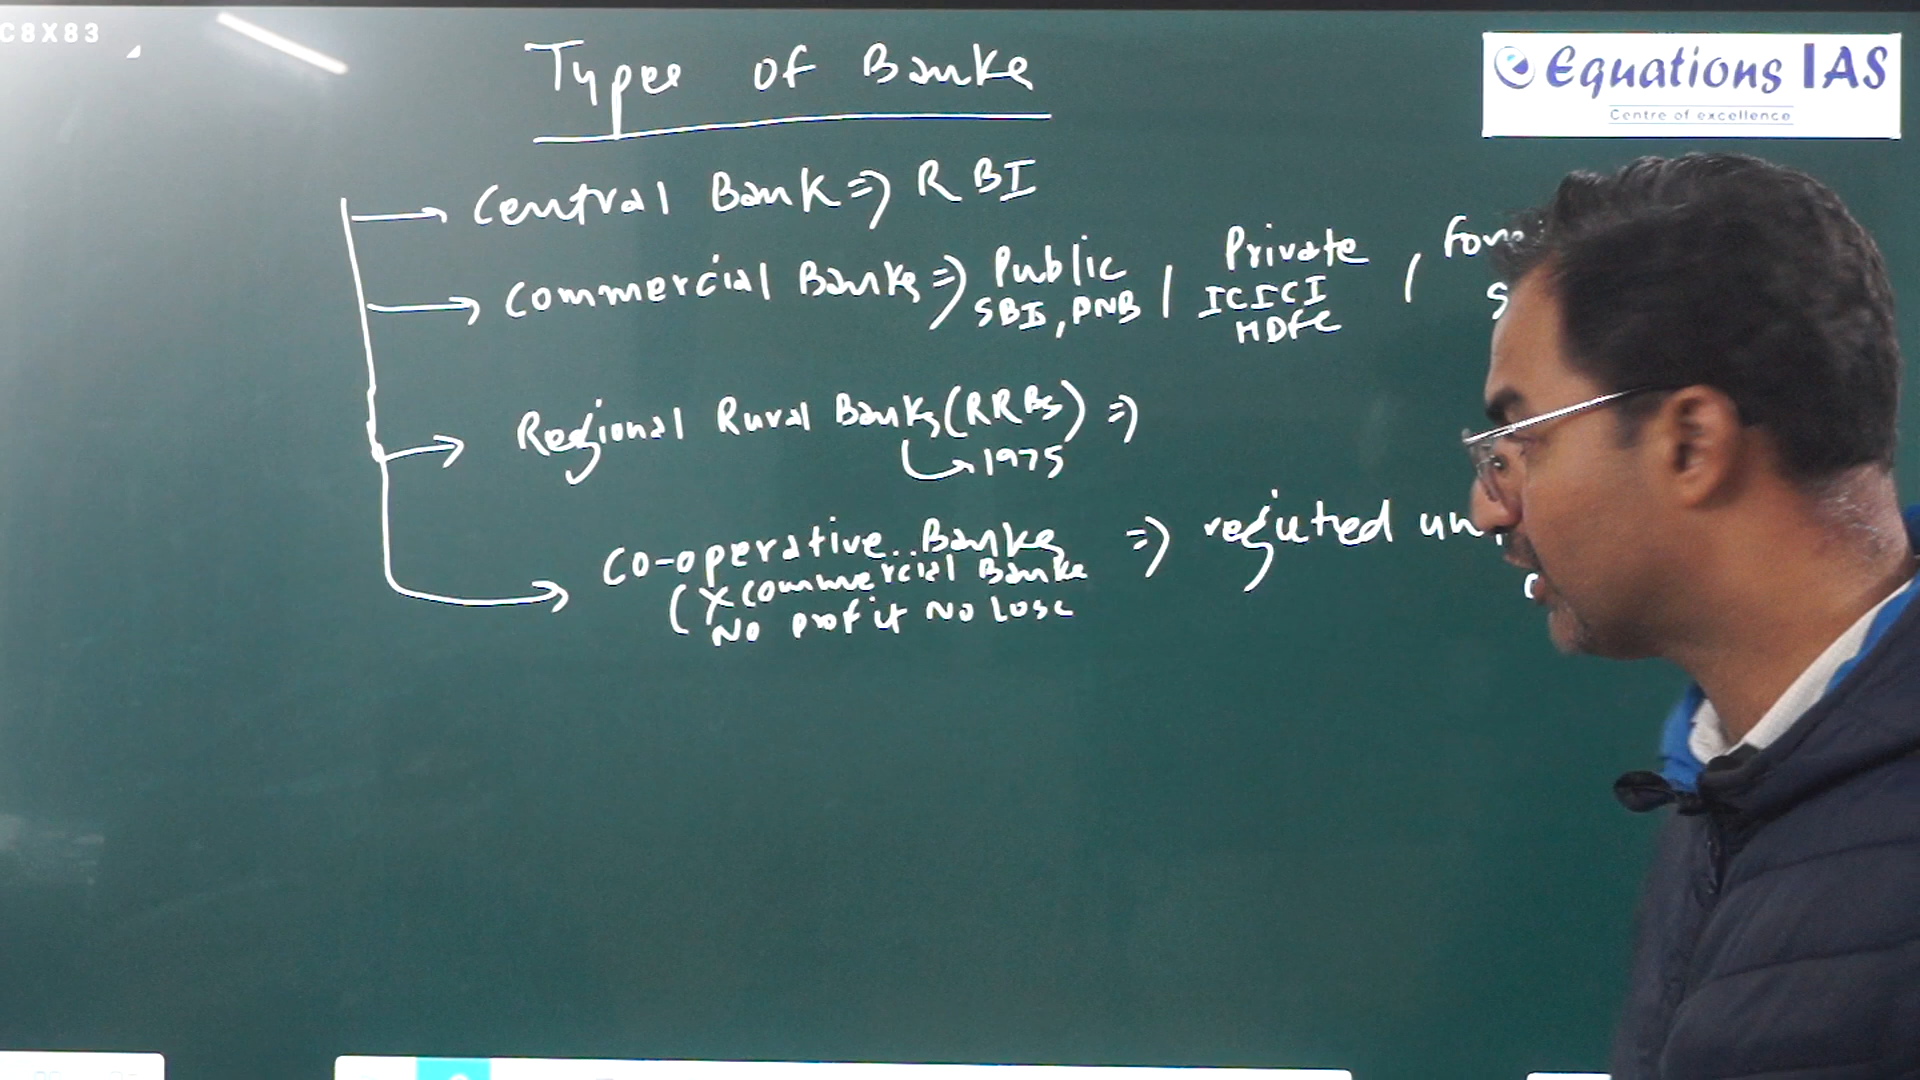 C8X83
Equations IAS
Centre of excellence
Types of Banks
Central Bank => RBI
Commercial Banks => Public | Private |
SBI, PNB ICICI
HDFC
Regional Rural Banks (RRBs) =>
1975
Co-operative Banks => registred
(X Commercial Banks
No profit No Loss